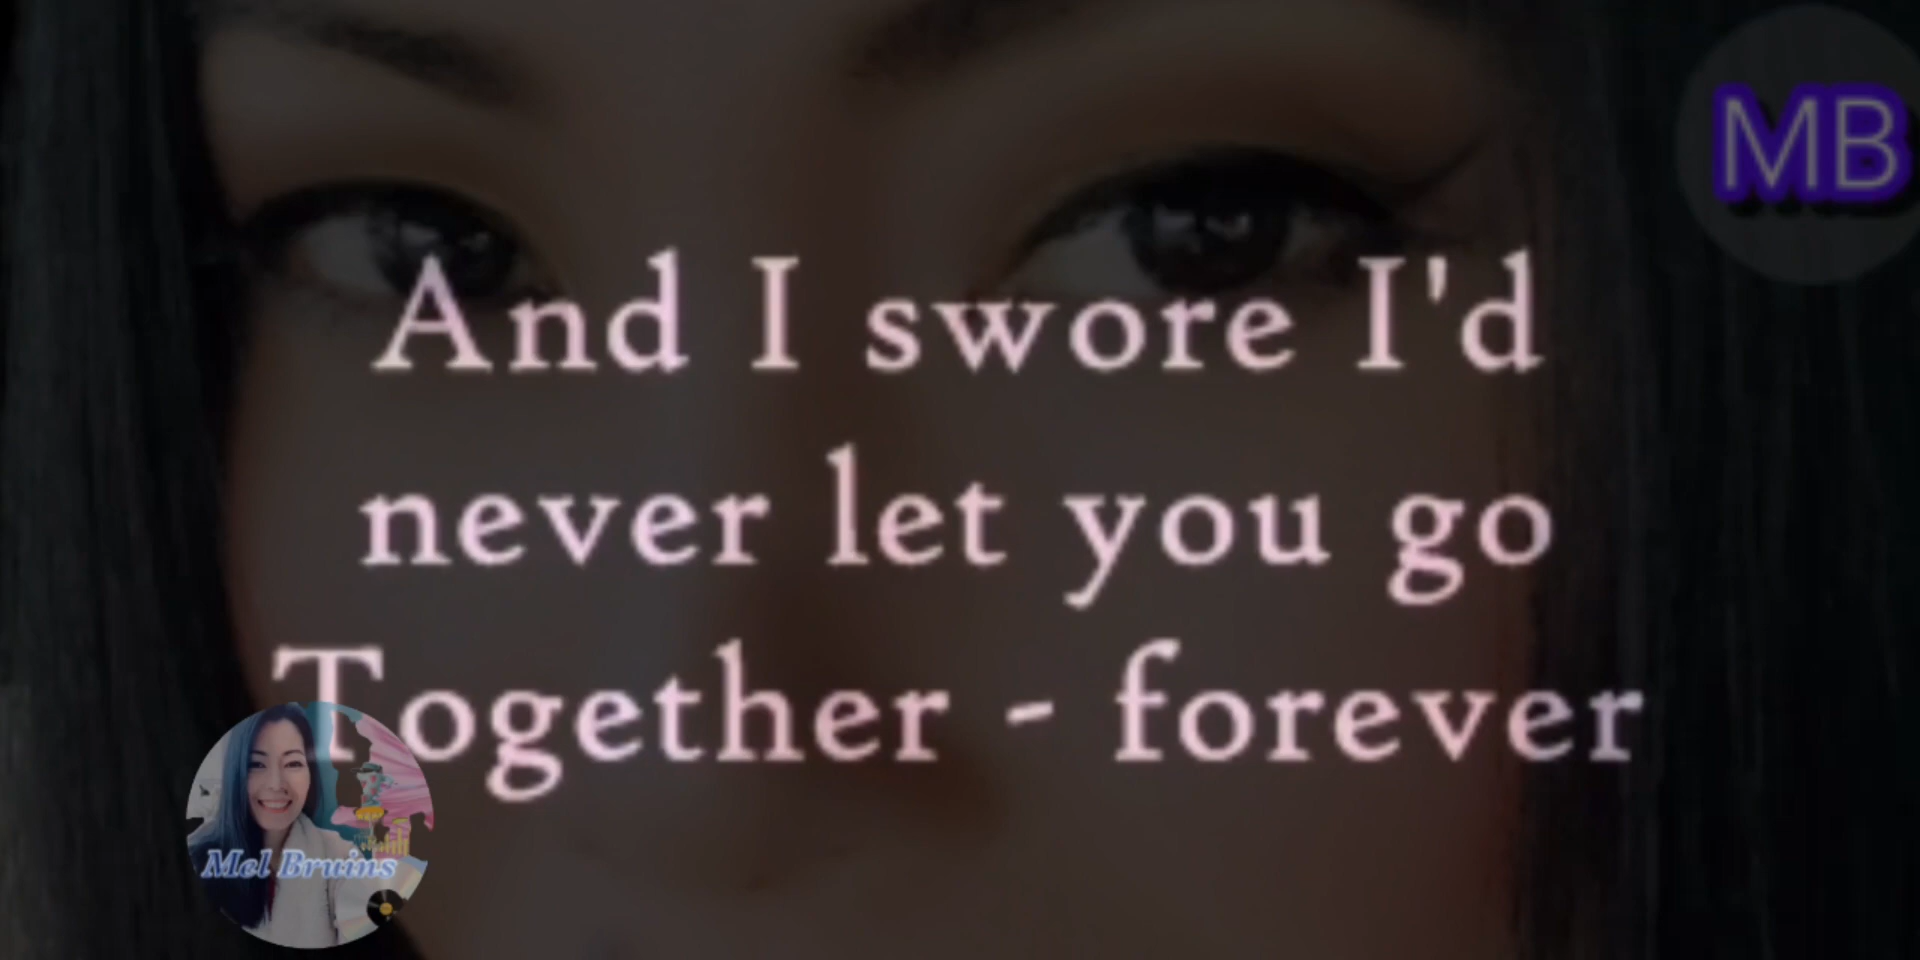 MB
And I swore I'd
never let you go
Together - forever
Mel Bruins